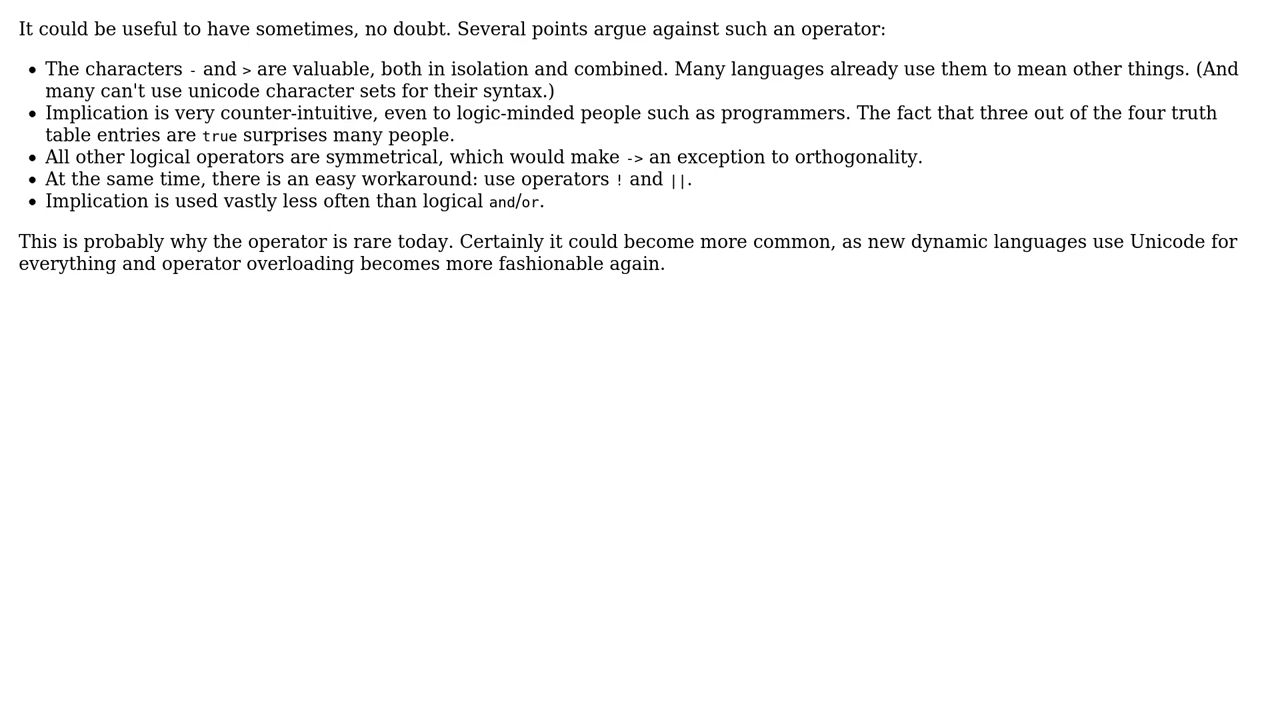 It could be useful to have sometimes, no doubt. Several points argue against such an operator:
• The characters - and > are valuable, both in isolation and combined. Many languages already use them to mean other things. (And
many can't use unicode character sets for their syntax.)
• Implication is very counter-intuitive, even to logic-minded people such as programmers. The fact that three out of the four truth
table entries are true surprises many people.
• All other logical operators are symmetrical, which would make -> an exception to orthogonality.
• At the same time, there is an easy workaround: use operators ! and ||.
• Implication is used vastly less often than logical and/or.
This is probably why the operator is rare today. Certainly it could become more common, as new dynamic languages use Unicode for
everything and operator overloading becomes more fashionable again.